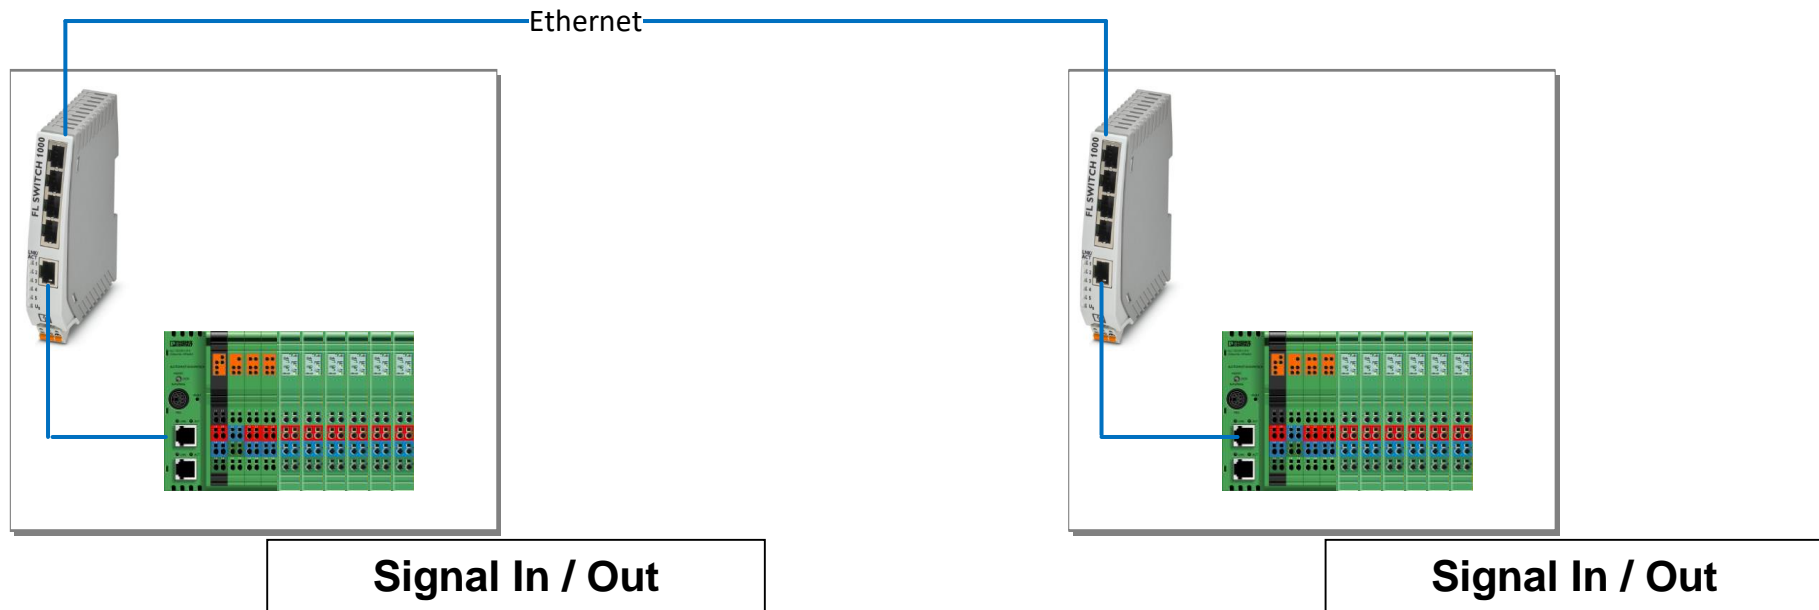 Ethernet
FL SWITCH 1000
FL SWITCH 1000
Signal In / Out
Signal In / Out